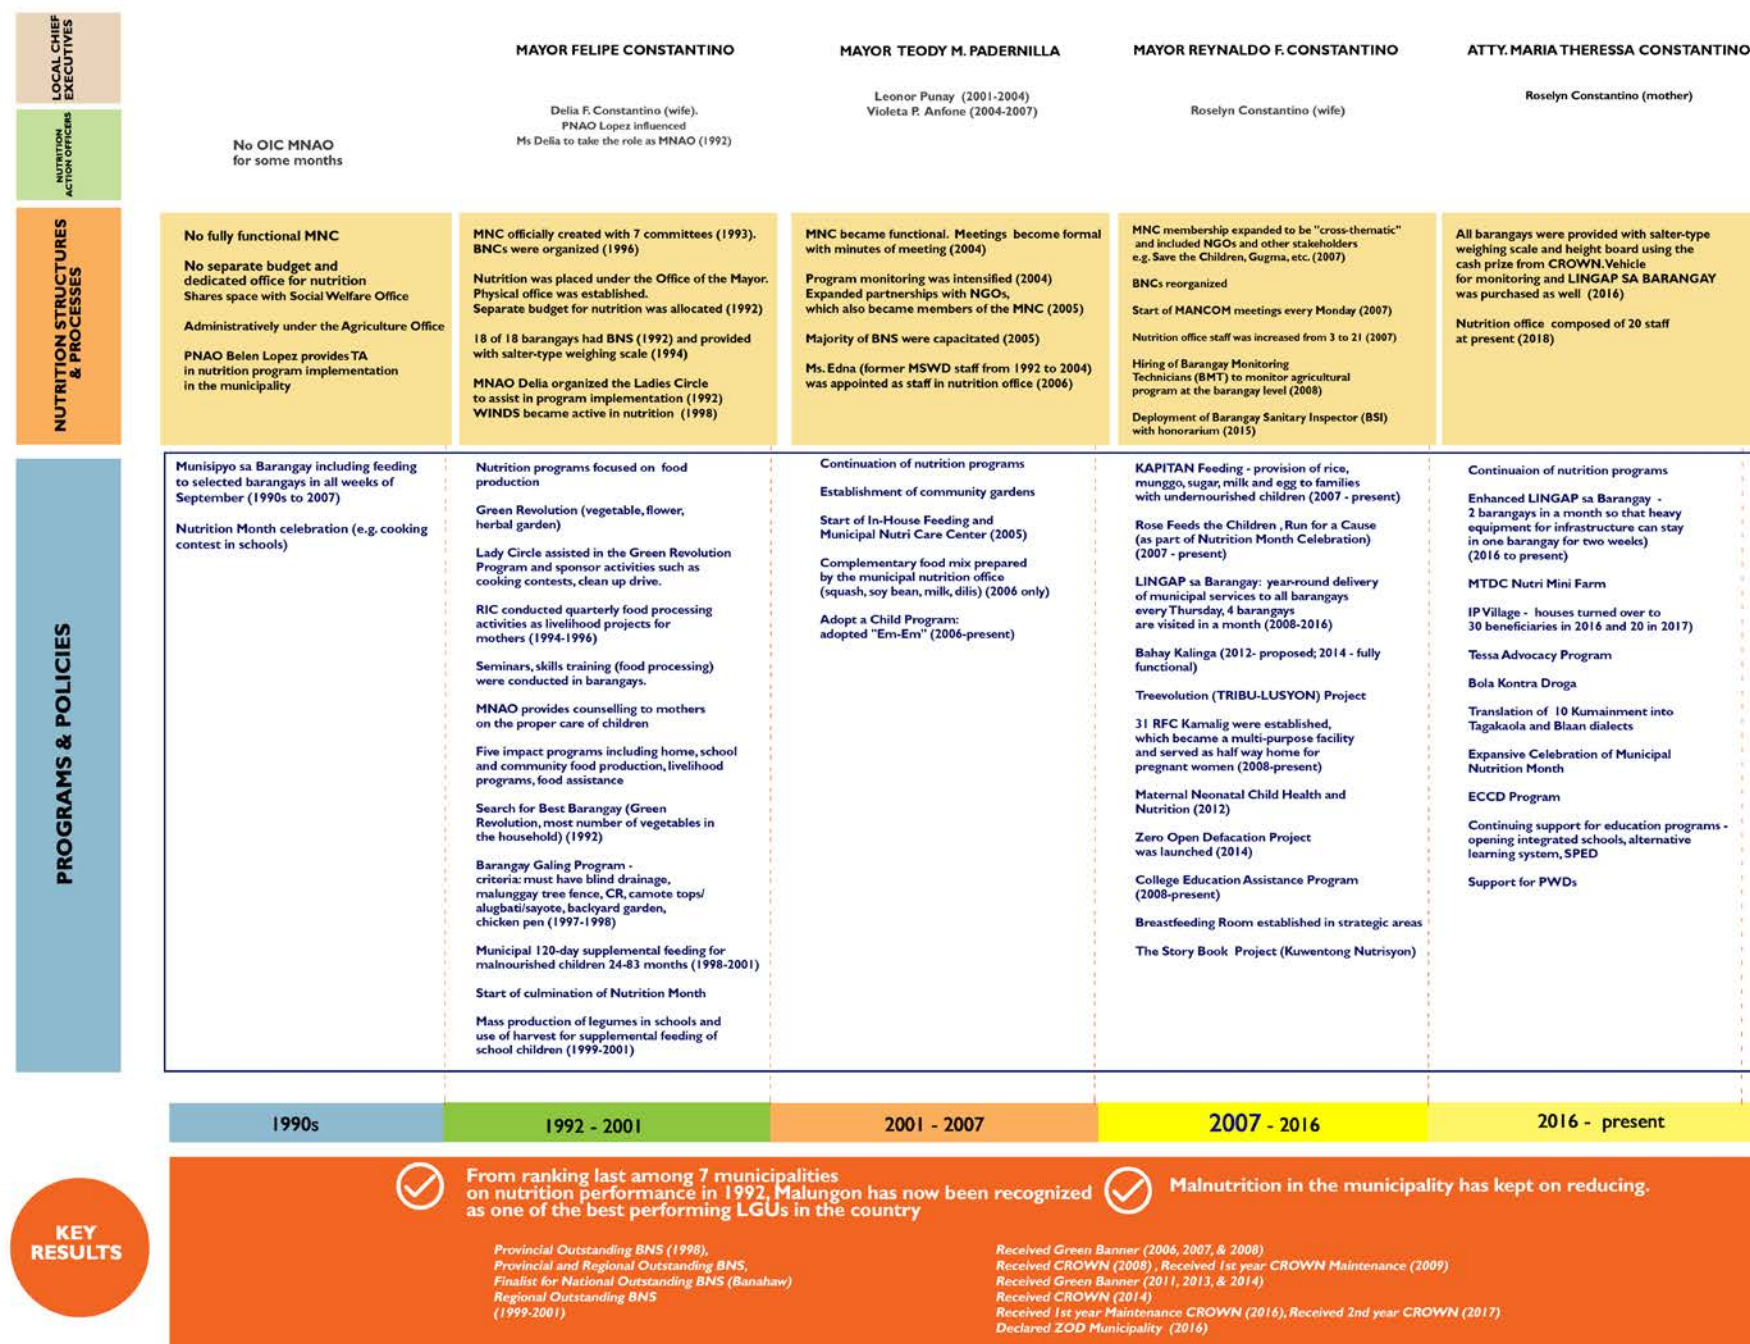 LOCAL CHIEF
EXECUTIVES
MAYOR FELIPE CONSTANTINO
MAYOR TEODY M. PADERNILLA
MAYOR REYNALDO F. CONSTANTINO
ATTY. MARIA THERESSA CONSTANTINO
NUTRITION
ACTION OFFICERS
No OIC MNAO
for some months
Delia F. Constantino (wife).
PNAO Lopez influenced
Ms Delia to take the role as MNAO (1992)
Leonor Punay (2001-2004)
Violeta P. Anfone (2004-2007)
Roselyn Constantino (wife)
Roselyn Constantino (mother)
NUTRITION STRUCTURES
& PROCESSES
No fully functional MNC
No separate budget and
dedicated office for nutrition
Shares space with Social Welfare Office
Administratively under the Agriculture Office
PNAO Belen Lopez provides TA
in nutrition program implementation
in the municipality
MNC officially created with 7 committees (1993).
BNCs were organized (1996)
Nutrition was placed under the Office of the Mayor.
Physical office was established.
Separate budget for nutrition was allocated (1992)
18 of 18 barangays had BNS (1992) and provided
with salter-type weighing scale (1994)
MNAO Delia organized the Ladies Circle
to assist in program implementation (1992)
WINDS became active in nutrition (1998)
MNC became functional. Meetings become formal
with minutes of meeting (2004)
Program monitoring was intensified (2004)
Expanded partnerships with NGOs,
which also became members of the MNC (2005)
Majority of BNS were capacitated (2005)
Ms. Edna (former MSWD staff from 1992 to 2004)
was appointed as staff in nutrition office (2006)
MNC membership expanded to be "cross-thematic"
and included NGOs and other stakeholders
e.g. Save the Children, Gugma, etc. (2007)
BNCs reorganized
Start of MANCOM meetings every Monday (2007)
Nutrition office staff was increased from 3 to 21 (2007)
Hiring of Barangay Monitoring
Technicians (BMT) to monitor agricultural
program at the barangay level (2008)
Deployment of Barangay Sanitary Inspector (BSI)
with honorarium (2015)
All barangays were provided with salter-type
weighing scale and height board using the
cash prize from CROWN. Vehicle
for monitoring and LINGAP SA BARANGAY
was purchased as well (2016)
Nutrition office composed of 20 staff
at present (2018)
PROGRAMS & POLICIES
Munisipyo sa Barangay including feeding
to selected barangays in all weeks of
September (1990s to 2007)
Nutrition Month celebration (e.g. cooking
contest in schools)
Nutrition programs focused on food
production
Green Revolution (vegetable, flower,
herbal garden)
Lady Circle assisted in the Green Revolution
Program and sponsor activities such as
cooking contests, clean up drive.
RIC conducted quarterly food processing
activities as livelihood projects for
mothers (1994-1996)
Seminars, skills training (food processing)
were conducted in barangays.
MNAO provides counselling to mothers
on the proper care of children
Five impact programs including home, school
and community food production, livelihood
programs, food assistance
Search for Best Barangay (Green
Revolution, most number of vegetables in
the household) (1992)
Barangay Galing Program -
criteria: must have blind drainage,
malunggay tree fence, CR, camote tops/
alugbati/sayote, backyard garden,
chicken pen (1997-1998)
Municipal 120-day supplemental feeding for
malnourished children 24-83 months (1998-2001)
Start of culmination of Nutrition Month
Mass production of legumes in schools and
use of harvest for supplemental feeding of
school children (1999-2001)
Continuation of nutrition programs
Establishment of community gardens
Start of In-House Feeding and
Municipal Nutri Care Center (2005)
Complementary food mix prepared
by the municipal nutrition office
(squash, soy bean, milk, dilis) (2006 only)
Adopt a Child Program:
adopted "Em-Em" (2006-present)
KAPITAN Feeding - provision of rice,
munggo, sugar, milk and egg to families
with undernourished children (2007 - present)
Rose Feeds the Children , Run for a Cause
(as part of Nutrition Month Celebration)
(2007 - present)
LINGAP sa Barangay: year-round delivery
of municipal services to all barangays
every Thursday, 4 barangays
are visited in a month (2008-2016)
Bahay Kalinga (2012- proposed; 2014 - fully
functional)
Treevolution (TRIBU-LUSYON) Project
31 RFC Kamalig were established,
which became a multi-purpose facility
and served as half way home for
pregnant women (2008-present)
Maternal Neonatal Child Health and
Nutrition (2012)
Zero Open Defacation Project
was launched (2014)
College Education Assistance Program
(2008-present)
Breastfeeding Room established in strategic areas
The Story Book Project (Kuwentong Nutrisyon)
Continuaion of nutrition programs
Enhanced LINGAP sa Barangay -
2 barangays in a month so that heavy
equipment for infrastructure can stay
in one barangay for two weeks)
(2016 to present)
MTDC Nutri Mini Farm
IP Village - houses turned over to
30 beneficiaries in 2016 and 20 in 2017)
Tessa Advocacy Program
Bola Kontra Droga
Translation of 10 Kumainment into
Tagakaola and Blaan dialects
Expansive Celebration of Municipal
Nutrition Month
ECCD Program
Continuing support for education programs -
opening integrated schools, alternative
learning system, SPED
Support for PWDs
1990s
1992 - 2001
2001 - 2007
2007 - 2016
2016 - present
KEY
RESULTS
From ranking last among 7 municipalities
on nutrition performance in 1992, Malungon has now been recognized
as one of the best performing LGUs in the country
Malnutrition in the municipality has kept on reducing.
Provincial Outstanding BNS (1998),
Provincial and Regional Outstanding BNS,
Finalist for National Outstanding BNS (Banahaw)
Regional Outstanding BNS
(1999-2001)
Received Green Banner (2006, 2007, & 2008)
Received CROWN (2008) , Received 1st year CROWN Maintenance (2009)
Received Green Banner (2011, 2013, & 2014)
Received CROWN (2014)
Received 1st year Maintenance CROWN (2016), Received 2nd year CROWN (2017)
Declared ZOD Municipality (2016)